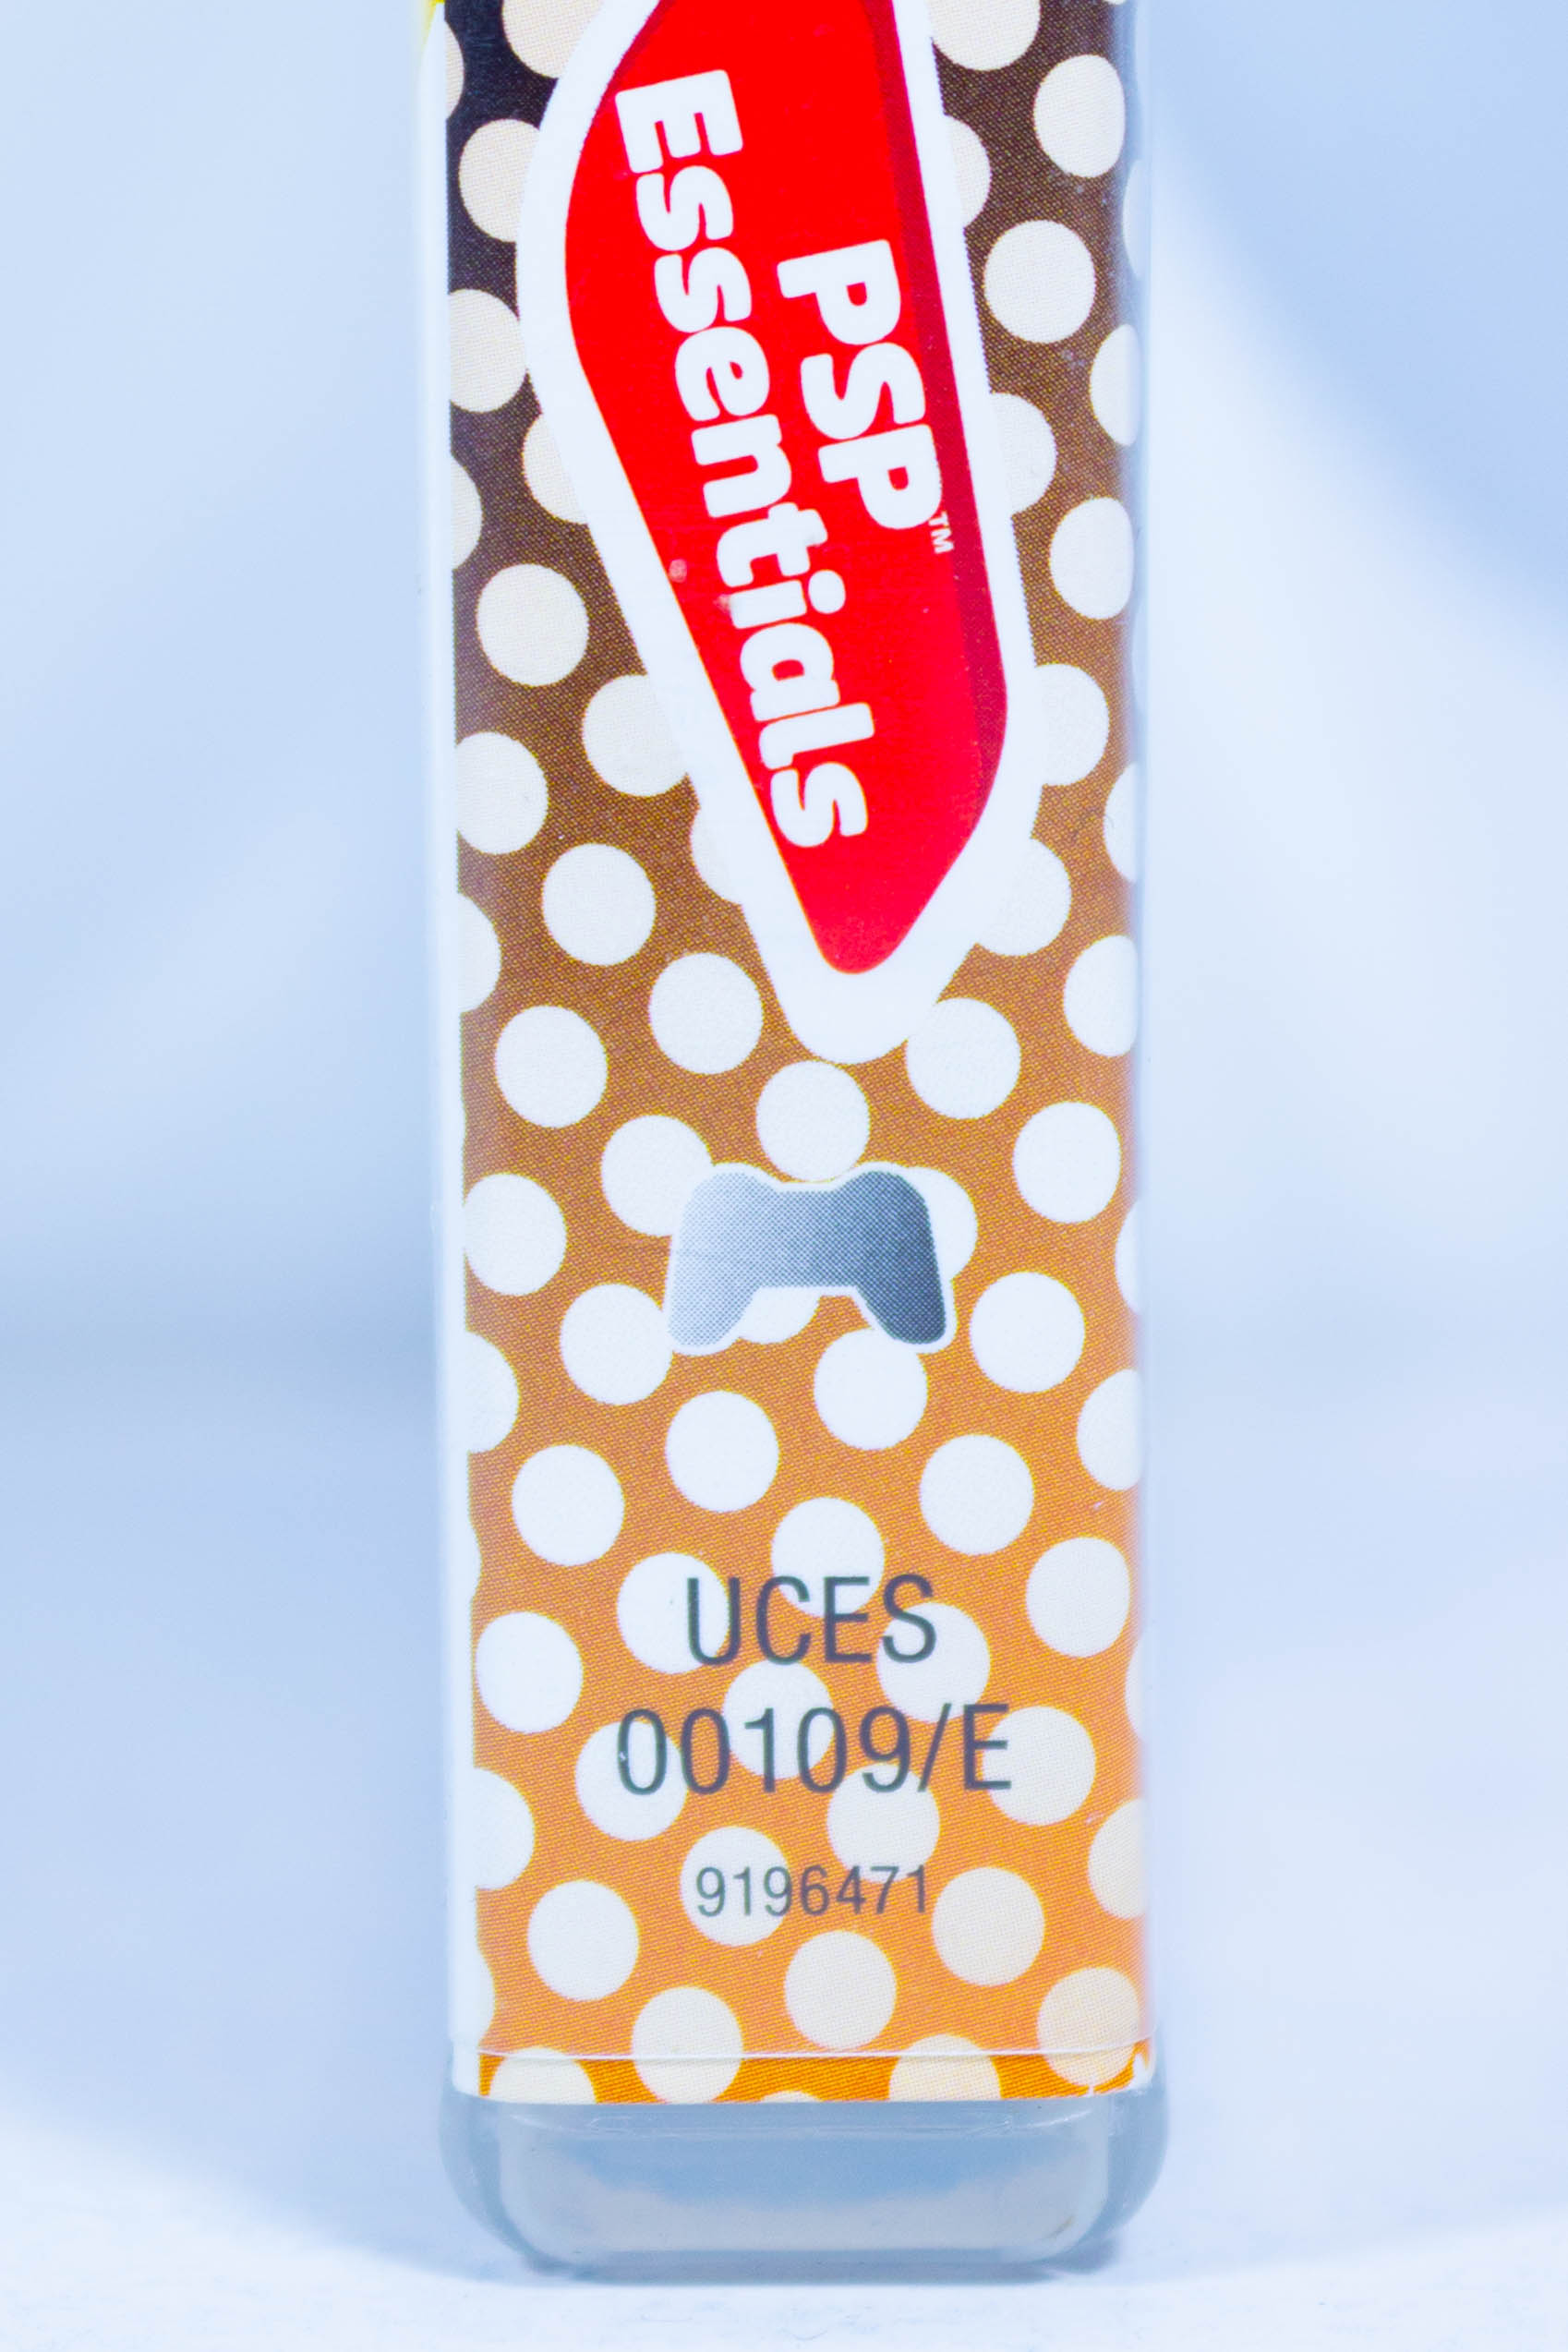 PSP™
Essentials
UCES
00109/E
9196471